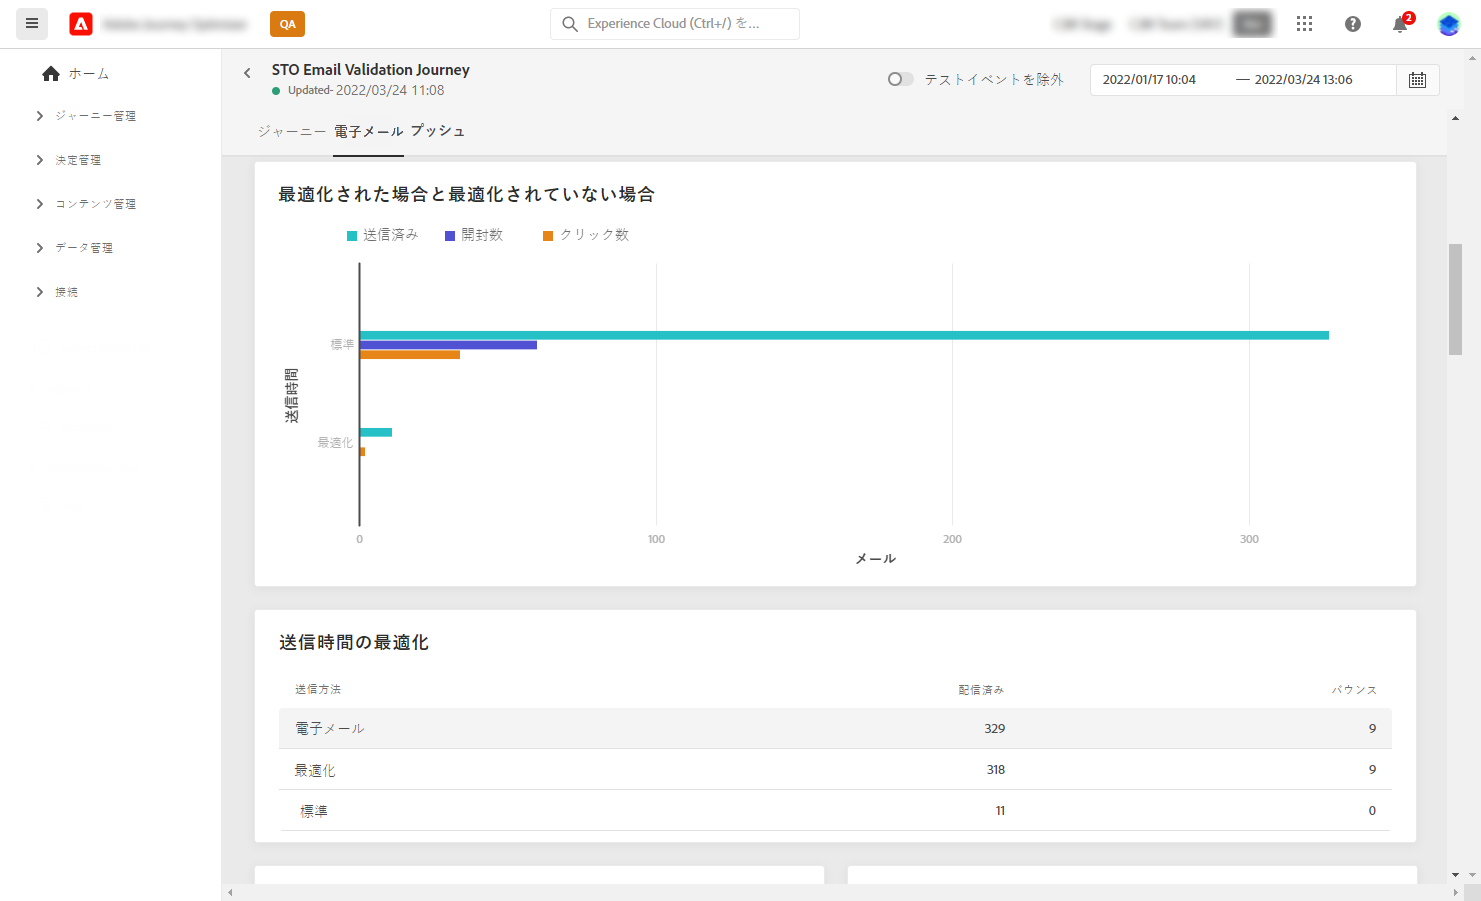 QA
Experience Cloud (Ctrl+/) を...
2
ホーム
ジャーニー管理
決定管理
コンテンツ管理
データ管理
接続
STO Email Validation Journey
Updated- 2022/03/24 11:08
テストイベントを除外
2022/01/17 10:04 — 2022/03/24 13:06
ジャーニー 電子メール プッシュ
最適化された場合と最適化されていない場合
送信済み 開封数 クリック数
標準
送信時間
最適化
0 100 200 300
メール
送信時間の最適化
送信方法 配信済み バウンス
電子メール 329 9
最適化 318 9
標準 11 0